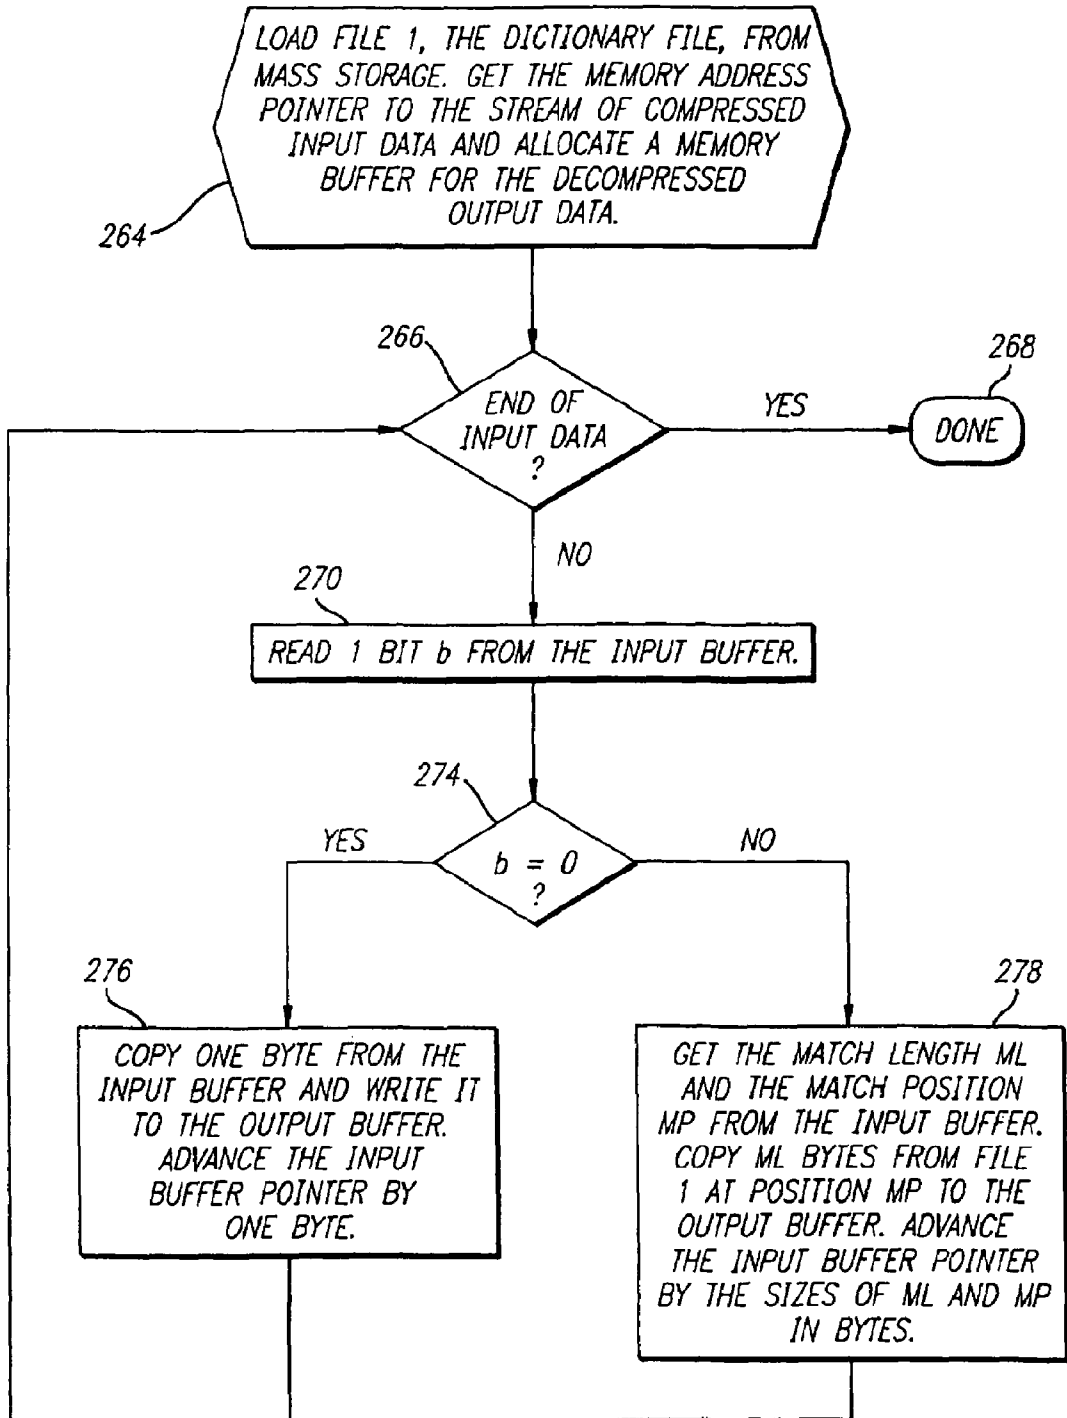 LOAD FILE 1, THE DICTIONARY FILE, FROM
MASS STORAGE. GET THE MEMORY ADDRESS
POINTER TO THE STREAM OF COMPRESSED
INPUT DATA AND ALLOCATE A MEMORY
BUFFER FOR THE DECOMPRESSED
OUTPUT DATA.
264
266
END OF
INPUT DATA
?
YES
268
DONE
NO
270
READ 1 BIT b FROM THE INPUT BUFFER.
274
YES
b = 0
?
NO
276
COPY ONE BYTE FROM THE
INPUT BUFFER AND WRITE IT
TO THE OUTPUT BUFFER.
ADVANCE THE INPUT
BUFFER POINTER BY
ONE BYTE.
278
GET THE MATCH LENGTH ML
AND THE MATCH POSITION
MP FROM THE INPUT BUFFER.
COPY ML BYTES FROM FILE
1 AT POSITION MP TO THE
OUTPUT BUFFER. ADVANCE
THE INPUT BUFFER POINTER
BY THE SIZES OF ML AND MP
IN BYTES.